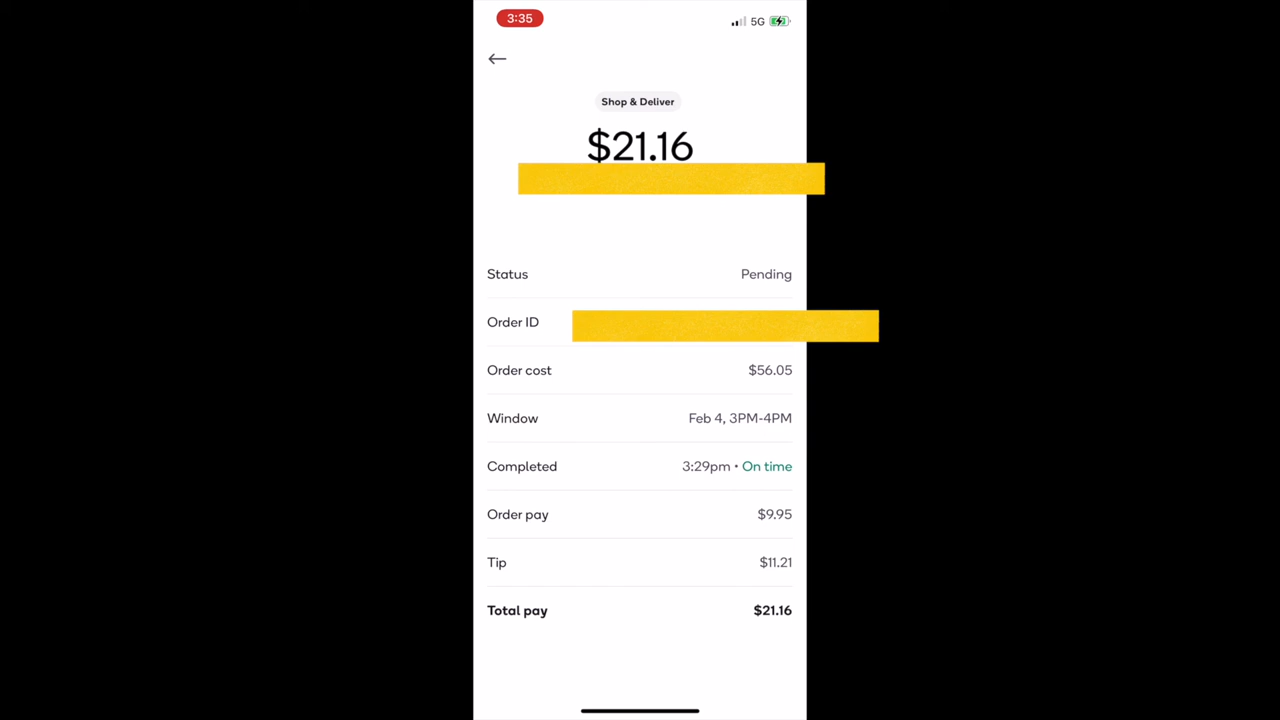 3:35 5G
Shop & Deliver
$21.16
Status Pending
Order ID
Order cost $56.05
Window Feb 4, 3PM-4PM
Completed 3:29pm • On time
Order pay $9.95
Tip $11.21
Total pay $21.16